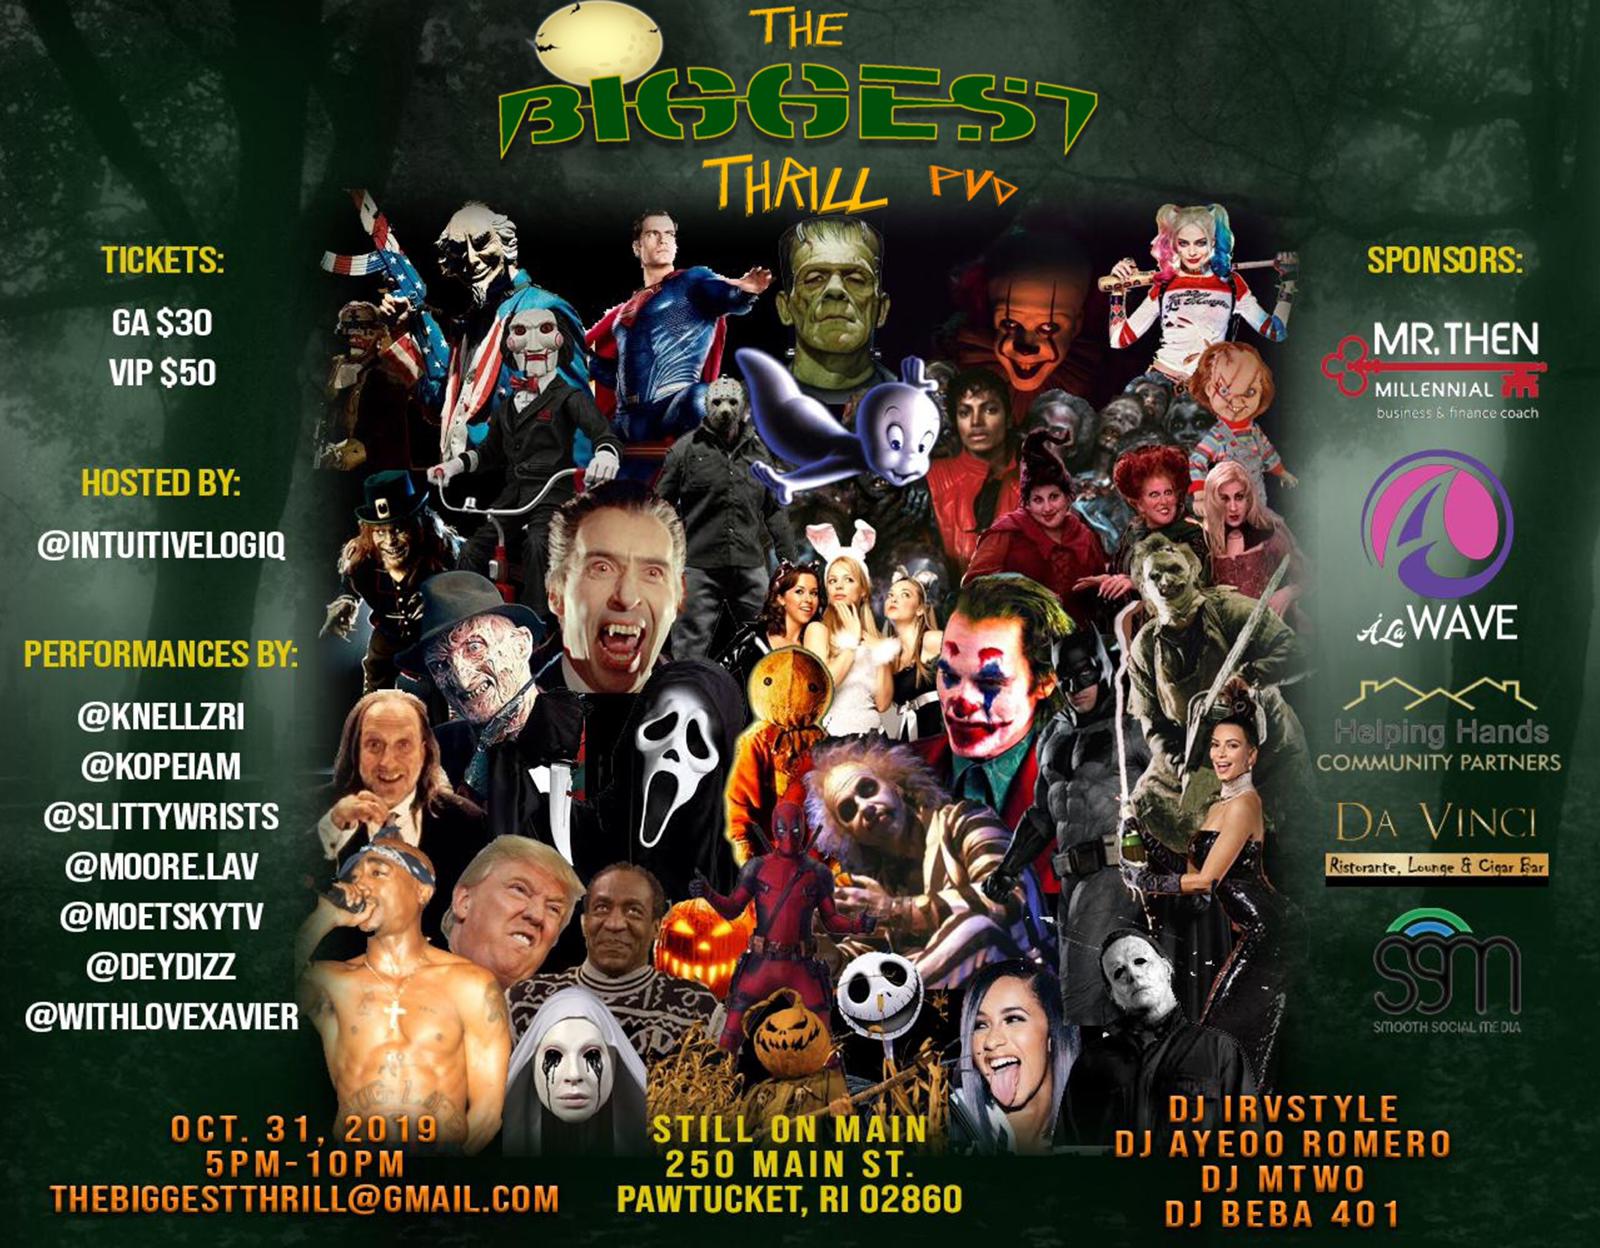 THE
BIGGEST
THRILL PVD
TICKETS:
GA $30
VIP $50
HOSTED BY:
@INTUITIVELOGIQ
PERFORMANCES BY:
@KNELLZRI
@KOPEIAM
@SLITTYWRISTS
@MOORE.LAV
@MOETSKYTV
@DEYDIZZ
@WITHLOVEXAVIER
SPONSORS:
MR. THEN
MILLENNIAL
business & finance coach
ÁLa WAVE
Helping Hands
COMMUNITY PARTNERS
DA VINCI
Ristorante, Lounge & Cigar Bar
SSM
SMOOTH SOCIAL MEDIA
OCT. 31, 2019
5PM-10PM
THEBIGGESTTHRILL@GMAIL.COM
STILL ON MAIN
250 MAIN ST.
PAWTUCKET, RI 02860
DJ IRVSTYLE
DJ AYEOO ROMERO
DJ MTWO
DJ BEBA 401